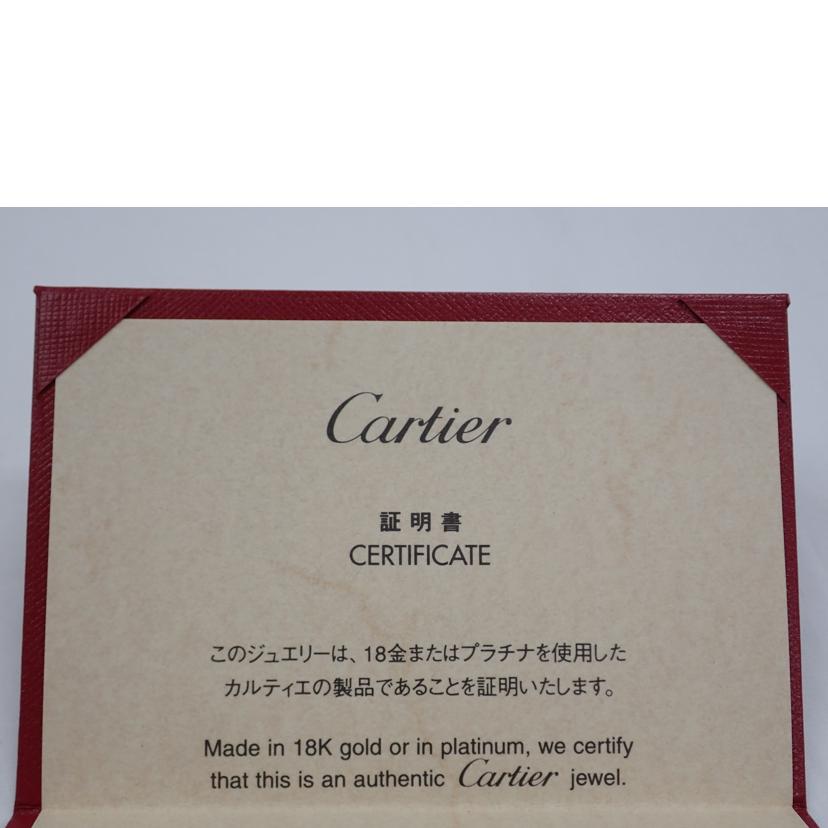 Cartier
証明書
CERTIFICATE
このジュエリーは、18金またはプラチナを使用した
カルティエの製品であることを証明いたします。
Made in 18K gold or in platinum, we certify
that this is an authentic Cartier jewel.